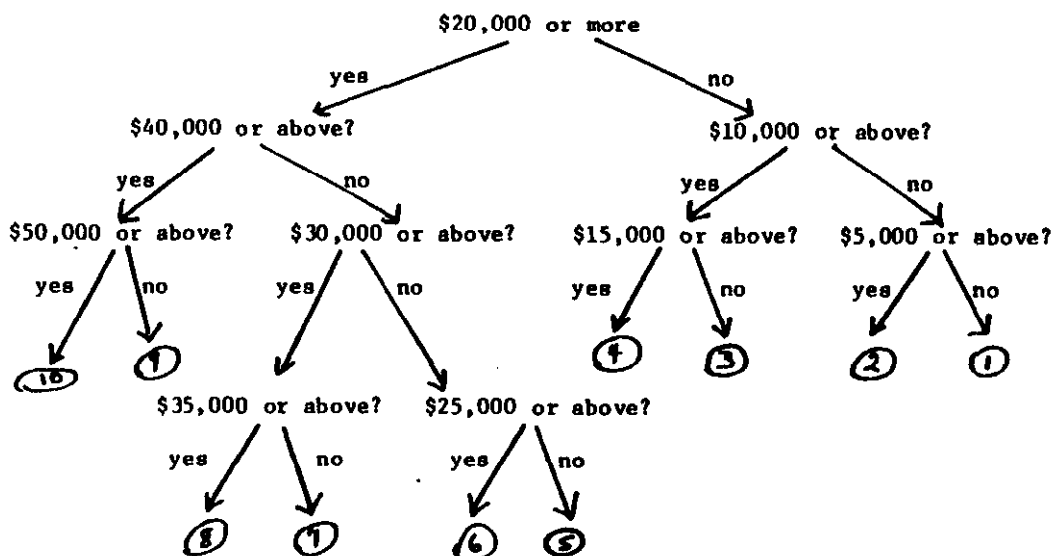 $20,000 or more
yes no
$40,000 or above? $10,000 or above?
yes no yes no
$50,000 or above? $30,000 or above? $15,000 or above? $5,000 or above?
yes no yes no yes no yes no
10 9 4 3 2 1
$35,000 or above? $25,000 or above?
yes no yes no
8 7 6 5